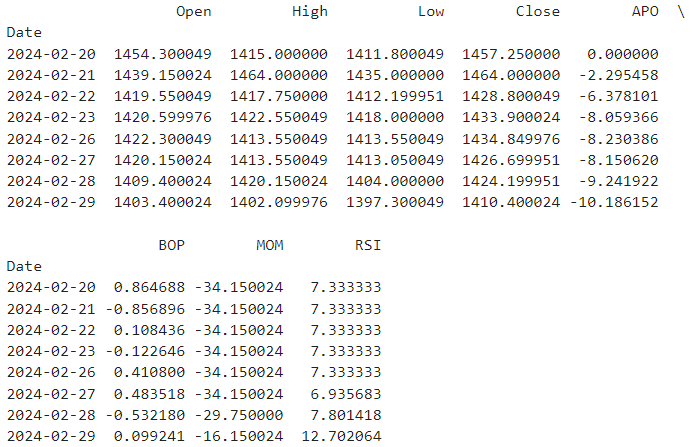 Open         High          Low        Close        APO  \
Date
2024-02-20  1454.300049  1415.000000  1411.800049  1457.250000   0.000000
2024-02-21  1439.150024  1464.000000  1435.000000  1464.000000  -2.295458
2024-02-22  1419.550049  1417.750000  1412.199951  1428.800049  -6.378101
2024-02-23  1420.599976  1422.550049  1418.000000  1433.900024  -8.059366
2024-02-26  1422.300049  1413.550049  1413.550049  1434.849976  -8.230386
2024-02-27  1420.150024  1413.550049  1413.050049  1426.699951  -8.150620
2024-02-28  1409.400024  1420.150024  1404.000000  1424.199951  -9.241922
2024-02-29  1403.400024  1402.099976  1397.300049  1410.400024 -10.186152

                 BOP        MOM        RSI
Date
2024-02-20  0.864688 -34.150024   7.333333
2024-02-21 -0.856896 -34.150024   7.333333
2024-02-22  0.108436 -34.150024   7.333333
2024-02-23 -0.122646 -34.150024   7.333333
2024-02-26  0.410800 -34.150024   7.333333
2024-02-27  0.483518 -34.150024   6.935683
2024-02-28 -0.532180 -29.750000   7.801418
2024-02-29  0.099241 -16.150024  12.702064